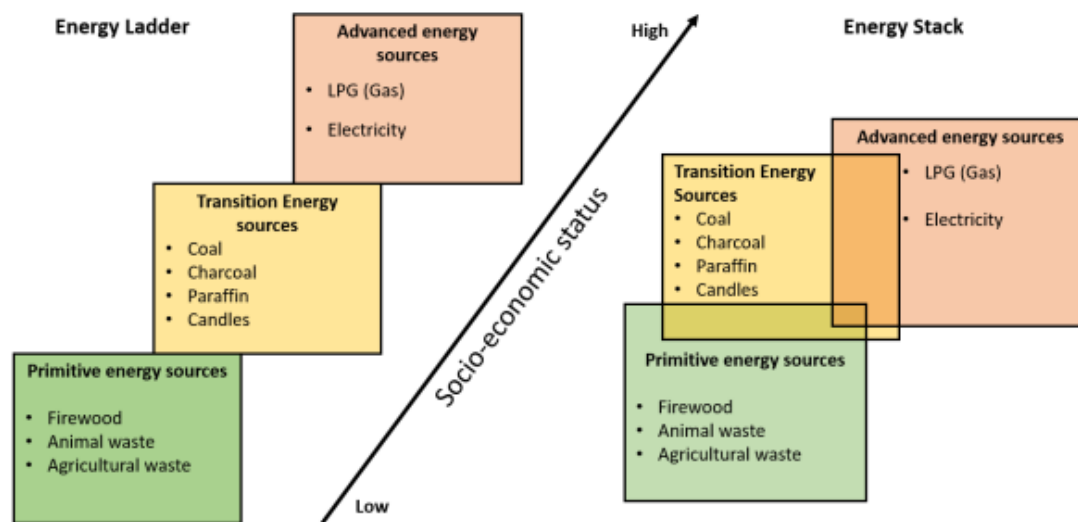 Energy Ladder
Advanced energy
sources
• LPG (Gas)
• Electricity
Transition Energy
sources
• Coal
• Charcoal
• Paraffin
• Candles
Primitive energy sources
• Firewood
• Animal waste
• Agricultural waste
High
Socio-economic status
Low
Energy Stack
Advanced energy sources
• LPG (Gas)
• Electricity
Transition Energy
Sources
• Coal
• Charcoal
• Paraffin
• Candles
Primitive energy sources
• Firewood
• Animal waste
• Agricultural waste